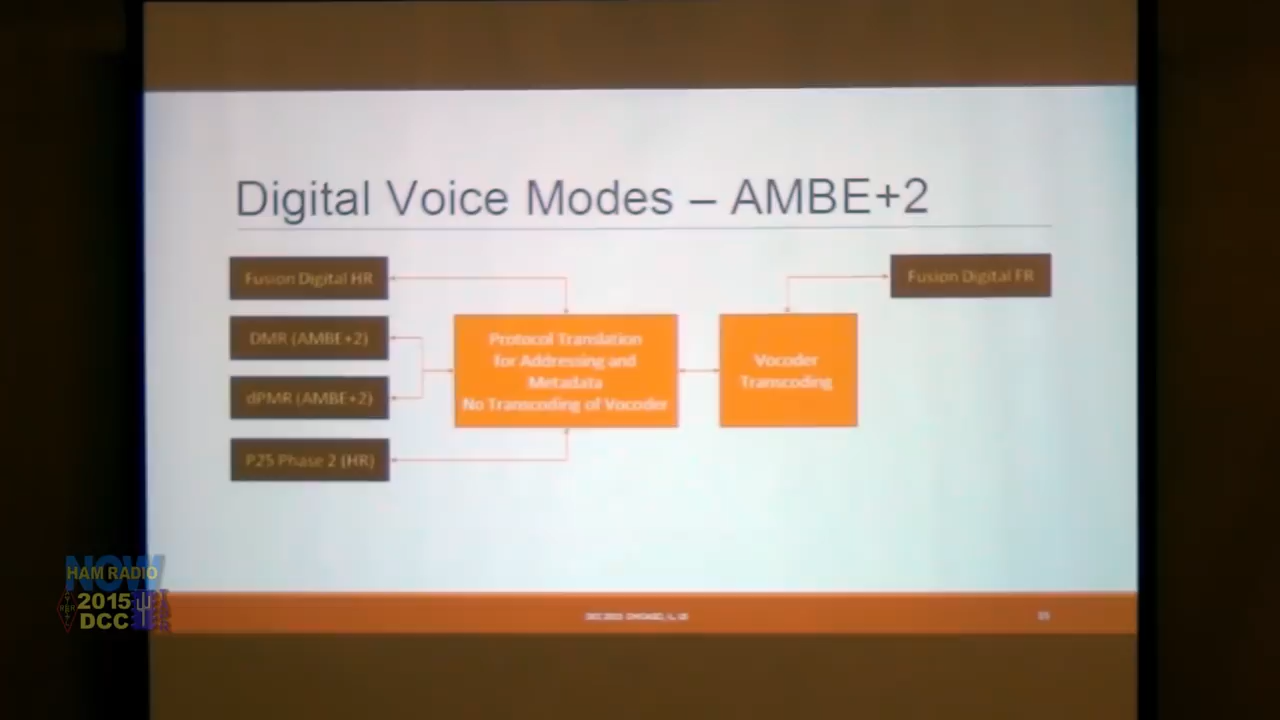 Digital Voice Modes – AMBE+2
Fusion Digital HR
Fusion Digital FR
DMR (AMBE+2)
dPMR (AMBE+2)
P25 Phase 2 (HR)
Protocol Translation
for Addressing and
Metadata
No Transcoding of Vocoder
Vocoder
Transcoding
NOW
HAM RADIO
2015
DCC